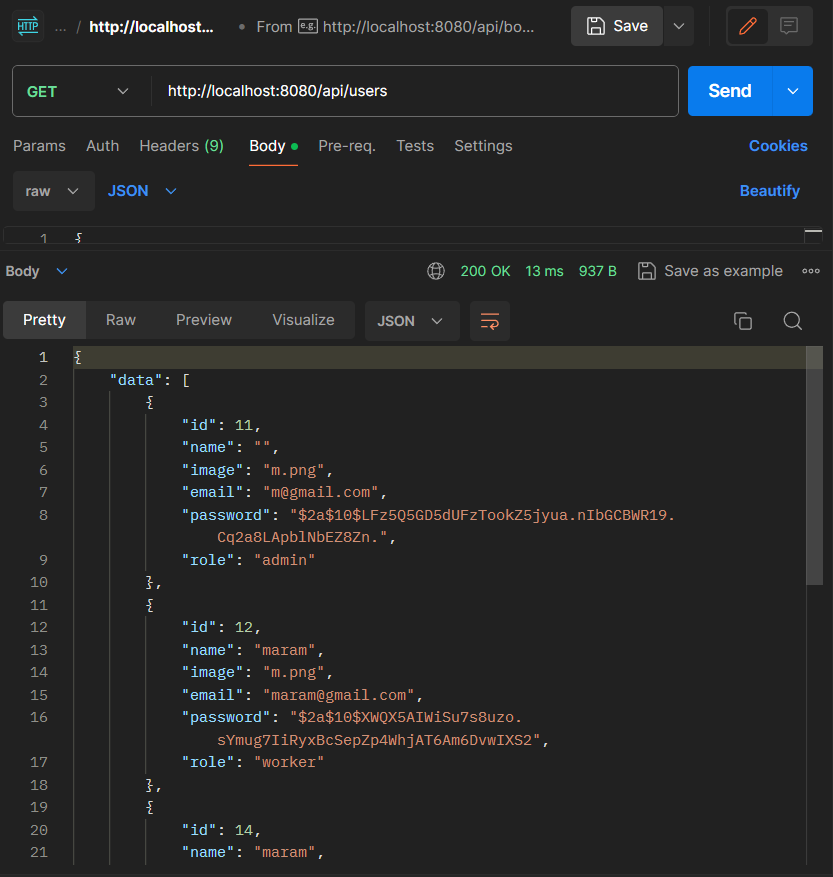 HTTP ... / http://localhost... • From e.g. http://localhost:8080/api/bo... Save
GET http://localhost:8080/api/users Send
Params Auth Headers (9) Body Pre-req. Tests Settings Cookies
raw JSON Beautify
1 {
Body 200 OK 13 ms 937 B Save as example
Pretty Raw Preview Visualize JSON
1 {
2 "data": [
3 {
4 "id": 11,
5 "name": "",
6 "image": "m.png",
7 "email": "m@gmail.com",
8 "password": "$2a$10$LFz5Q5GD5dUFzTookZ5jyua.nIbGCBWR19.
Cq2a8LApblNbEZ8Zn.",
9 "role": "admin"
10 },
11 {
12 "id": 12,
13 "name": "maram",
14 "image": "m.png",
15 "email": "maram@gmail.com",
16 "password": "$2a$10$XWQX5AIWiSu7s8uzo.
sYmug7IiRyxBcSepZp4WhjAT6Am6DvwIXS2",
17 "role": "worker"
18 },
19 {
20 "id": 14,
21 "name": "maram",